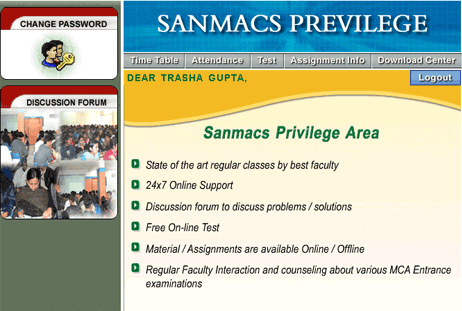 CHANGE PASSWORD
DISCUSSION FORUM
SANMACS PREVILEGE
Time Table Attendance Test Assignment Info Download Center
DEAR TRASHA GUPTA,
Logout
Sanmacs Privilege Area
State of the art regular classes by best faculty
24x7 Online Support
Discussion forum to discuss problems / solutions
Free On-line Test
Material / Assignments are available Online / Offline
Regular Faculty Interaction and counseling about various MCA Entrance
examinations